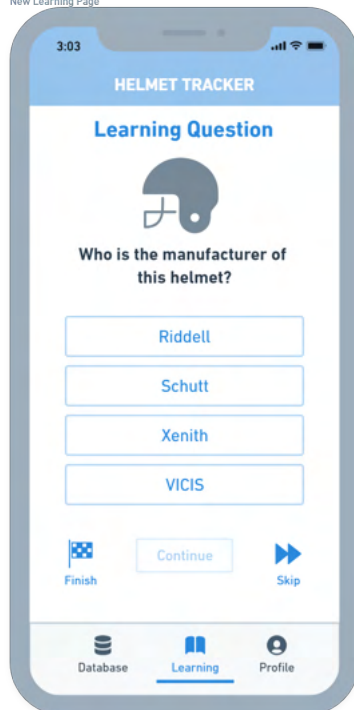 New Learning Page
3:03
HELMET TRACKER
Learning Question
Who is the manufacturer of
this helmet?
Riddell
Schutt
Xenith
VICIS
Continue
Finish
Skip
Database
Learning
Profile